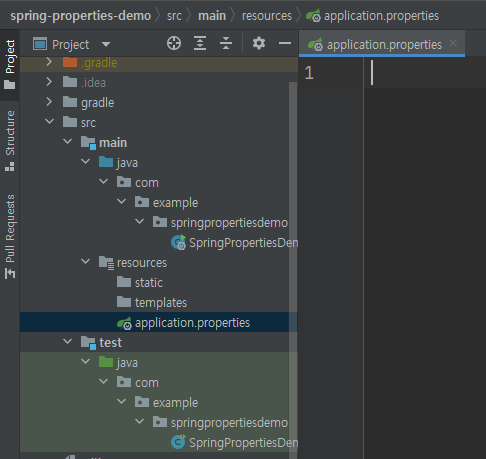 spring-properties-demo > src > main > resources > application.properties
Project
application.properties
Project
Structure
Pull Requests
.gradle
.idea
gradle
src
main
java
com
example
springpropertiesdemo
SpringPropertiesDen
resources
static
templates
application.properties
test
java
com
example
springpropertiesdemo
SpringPropertiesDen
1